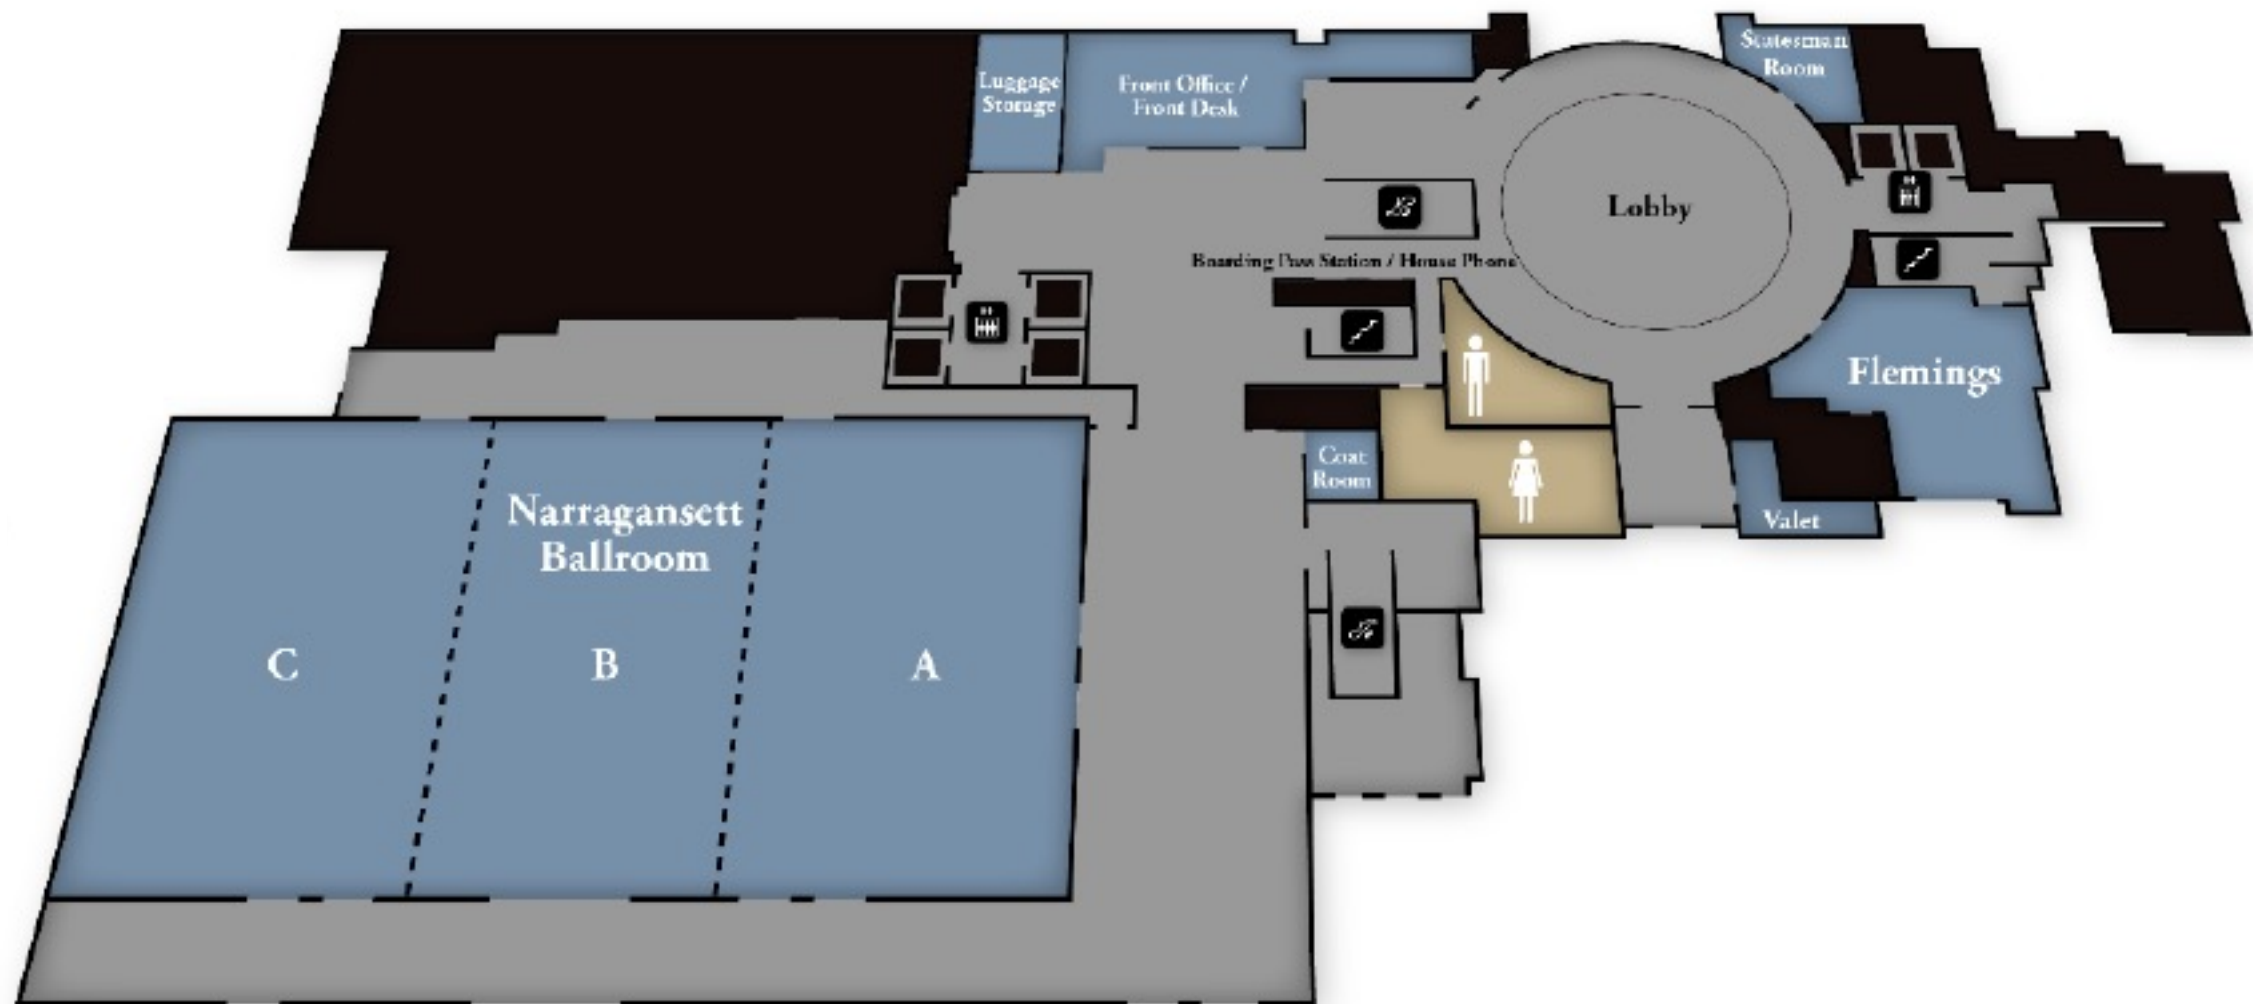 Luggage
Storage
Front Office /
Front Desk
Statesman
Room
Lobby
Boarding Pass Station / House Phone
Flemings
Coat
Room
Valet
Narragansett
Ballroom
C
B
A